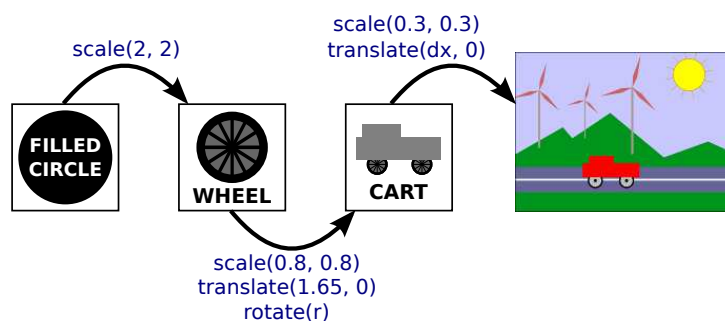 scale(2, 2)
scale(0.3, 0.3)
translate(dx, 0)
FILLED
CIRCLE
WHEEL
CART
scale(0.8, 0.8)
translate(1.65, 0)
rotate(r)